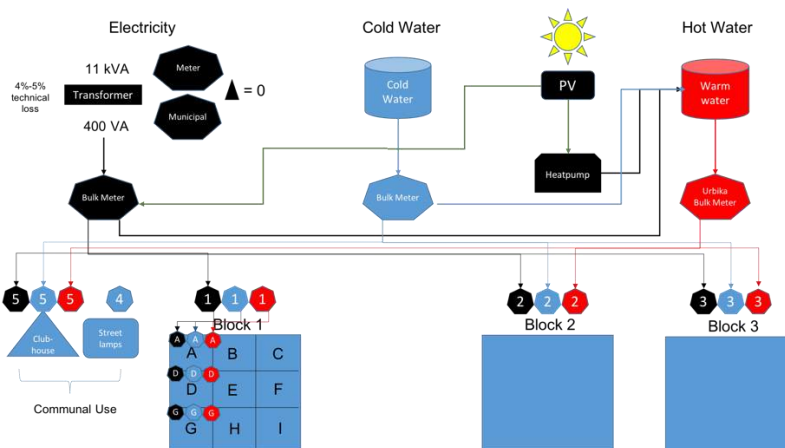 Electricity
Cold Water
Hot Water
11 kVA
Meter
4%-5%
technical
loss
Transformer
= 0
Municipal
400 VA
Cold
Water
PV
Warm
water
Heatpump
Bulk Meter
Bulk Meter
Urbika
Bulk Meter
5
5
5
4
1
1
1
2
2
2
3
3
3
Club-
house
Street
lamps
Communal Use
Block 1
Block 2
Block 3
A
A
A
A
B
C
D
D
D
D
E
F
G
G
G
G
H
I